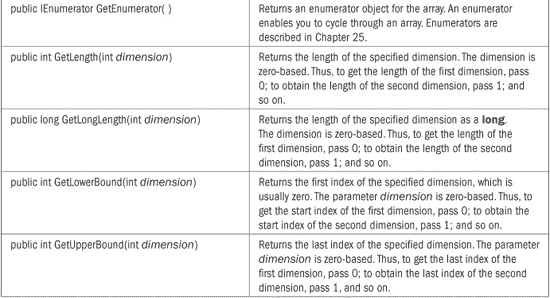 public IEnumerator GetEnumerator( )
Returns an enumerator object for the array. An enumerator
enables you to cycle through an array. Enumerators are
described in Chapter 25.
public int GetLength(int dimension)
Returns the length of the specified dimension. The dimension is
zero-based. Thus, to get the length of the first dimension, pass
0; to obtain the length of the second dimension, pass 1; and
so on.
public long GetLongLength(int dimension)
Returns the length of the specified dimension as a long.
The dimension is zero-based. Thus, to get the length of the
first dimension, pass 0; to obtain the length of the second
dimension, pass 1; and so on.
public int GetLowerBound(int dimension)
Returns the first index of the specified dimension, which is
usually zero. The parameter dimension is zero-based. Thus, to
get the start index of the first dimension, pass 0; to obtain the
start index of the second dimension, pass 1; and so on.
public int GetUpperBound(int dimension)
Returns the last index of the specified dimension. The parameter
dimension is zero-based. Thus, to get the last index of the
first dimension, pass 0; to obtain the last index of the second
dimension, pass 1, and so on.